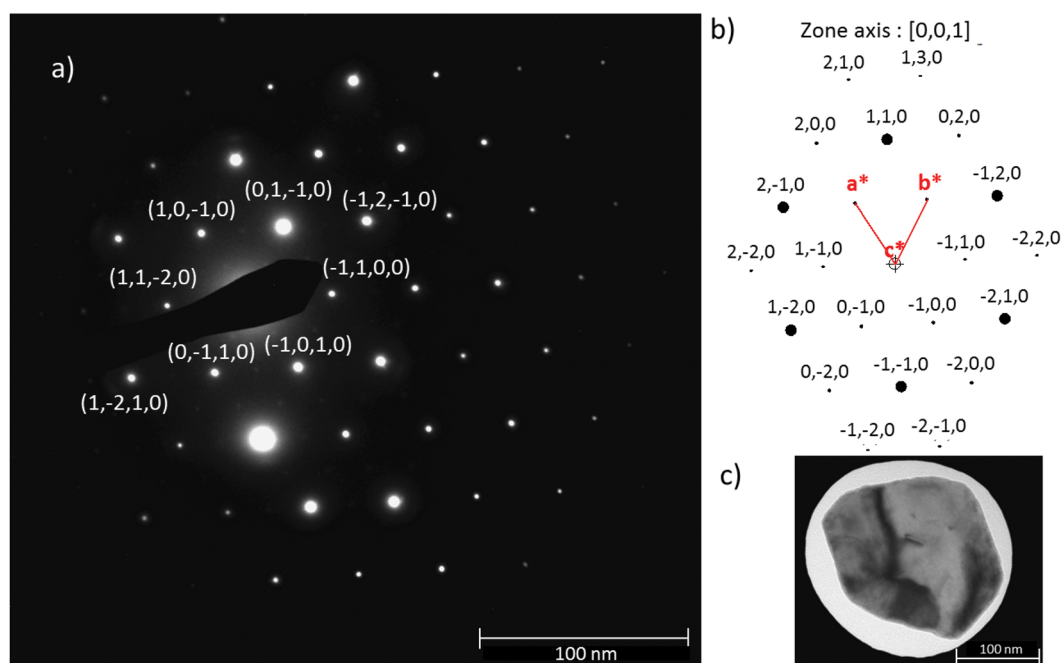 a)
(0,1,-1,0)
(-1,2,-1,0)
(1,0,-1,0)
(-1,1,0,0)
(1,1,-2,0)
(0,-1,1,0)
(-1,0,1,0)
(1,-2,1,0)
100 nm
b)
Zone axis : [0,0,1]
2,1,0 1,3,0
2,0,0 1,1,0 0,2,0
2,-1,0 a* b* -1,2,0
2,-2,0 1,-1,0 c* -1,1,0 -2,2,0
1,-2,0 0,-1,0 -1,0,0 -2,1,0
0,-2,0 -1,-1,0 -2,0,0
-1,-2,0 -2,-1,0
c)
100 nm